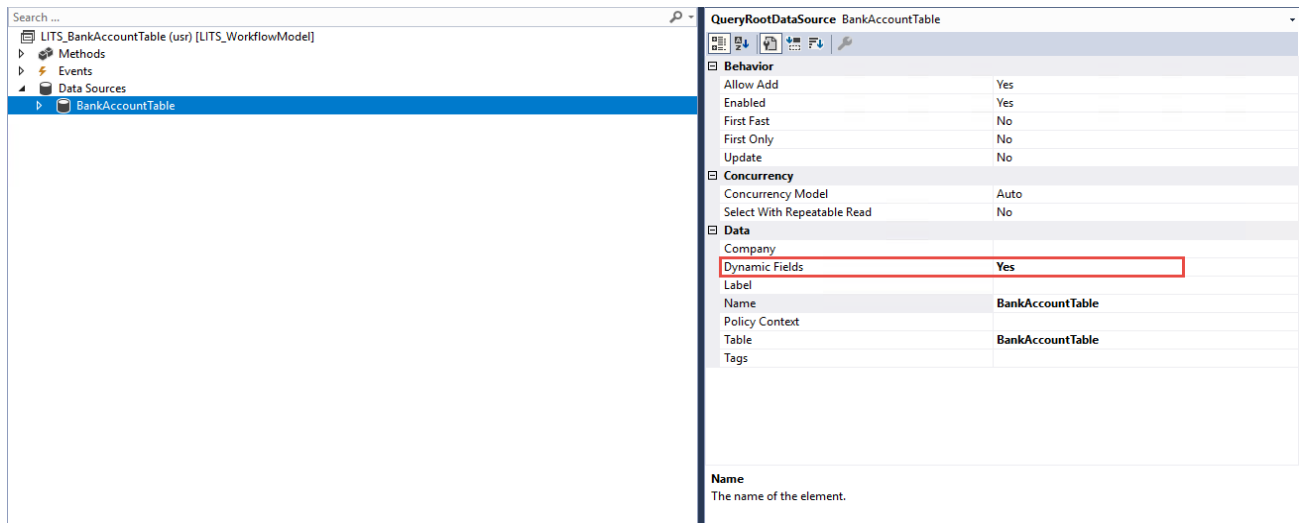 Search ...
LITS_BankAccountTable (usr) [LITS_WorkflowModel]
Methods
Events
Data Sources
BankAccountTable
QueryRootDataSource BankAccountTable
Behavior
Allow Add Yes
Enabled Yes
First Fast No
First Only No
Update No
Concurrency
Concurrency Model Auto
Select With Repeatable Read No
Data
Company
Dynamic Fields Yes
Label
Name BankAccountTable
Policy Context
Table BankAccountTable
Tags
Name
The name of the element.